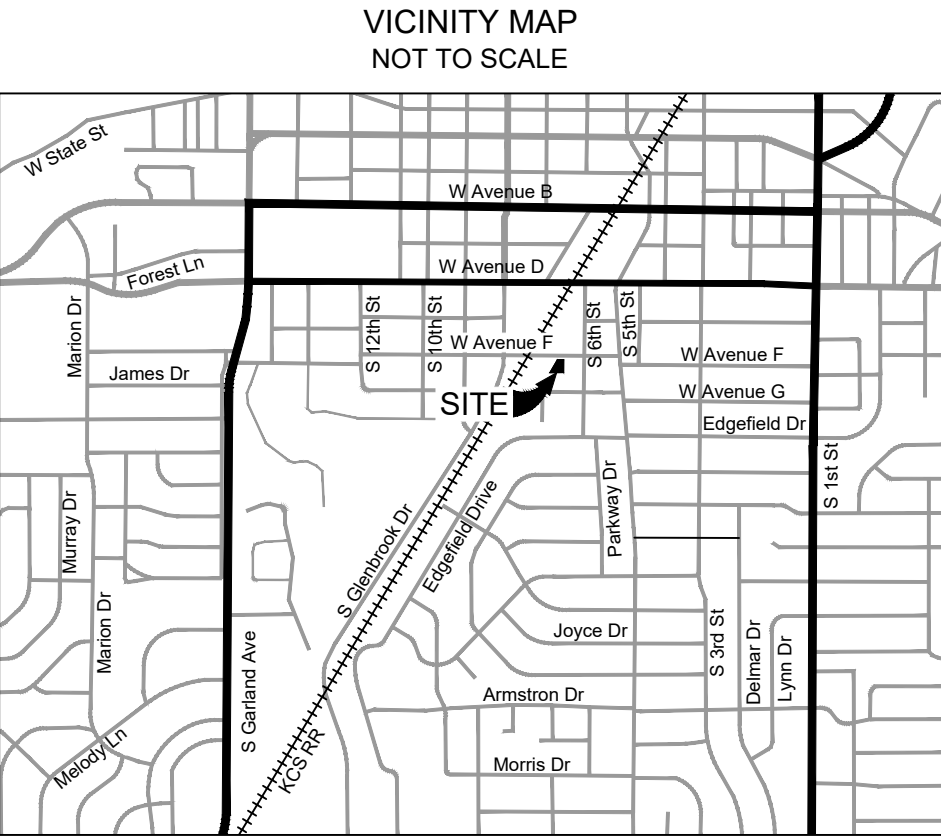 VICINITY MAP
NOT TO SCALE
W State St
W Avenue B
Forest Ln
W Avenue D
Marion Dr
S 12th St
S 10th St
S 6th St
S 5th St
W Avenue F
W Avenue F
James Dr
W Avenue G
SITE
Edgefield Dr
S 1st St
Murray Dr
Parkway Dr
S Glenbrook Dr
Edgefield Drive
Marion Dr
Joyce Dr
S 3rd St
Delmar Dr
Lynn Dr
S Garland Ave
Armstron Dr
Melody Ln
KCS RR
Morris Dr